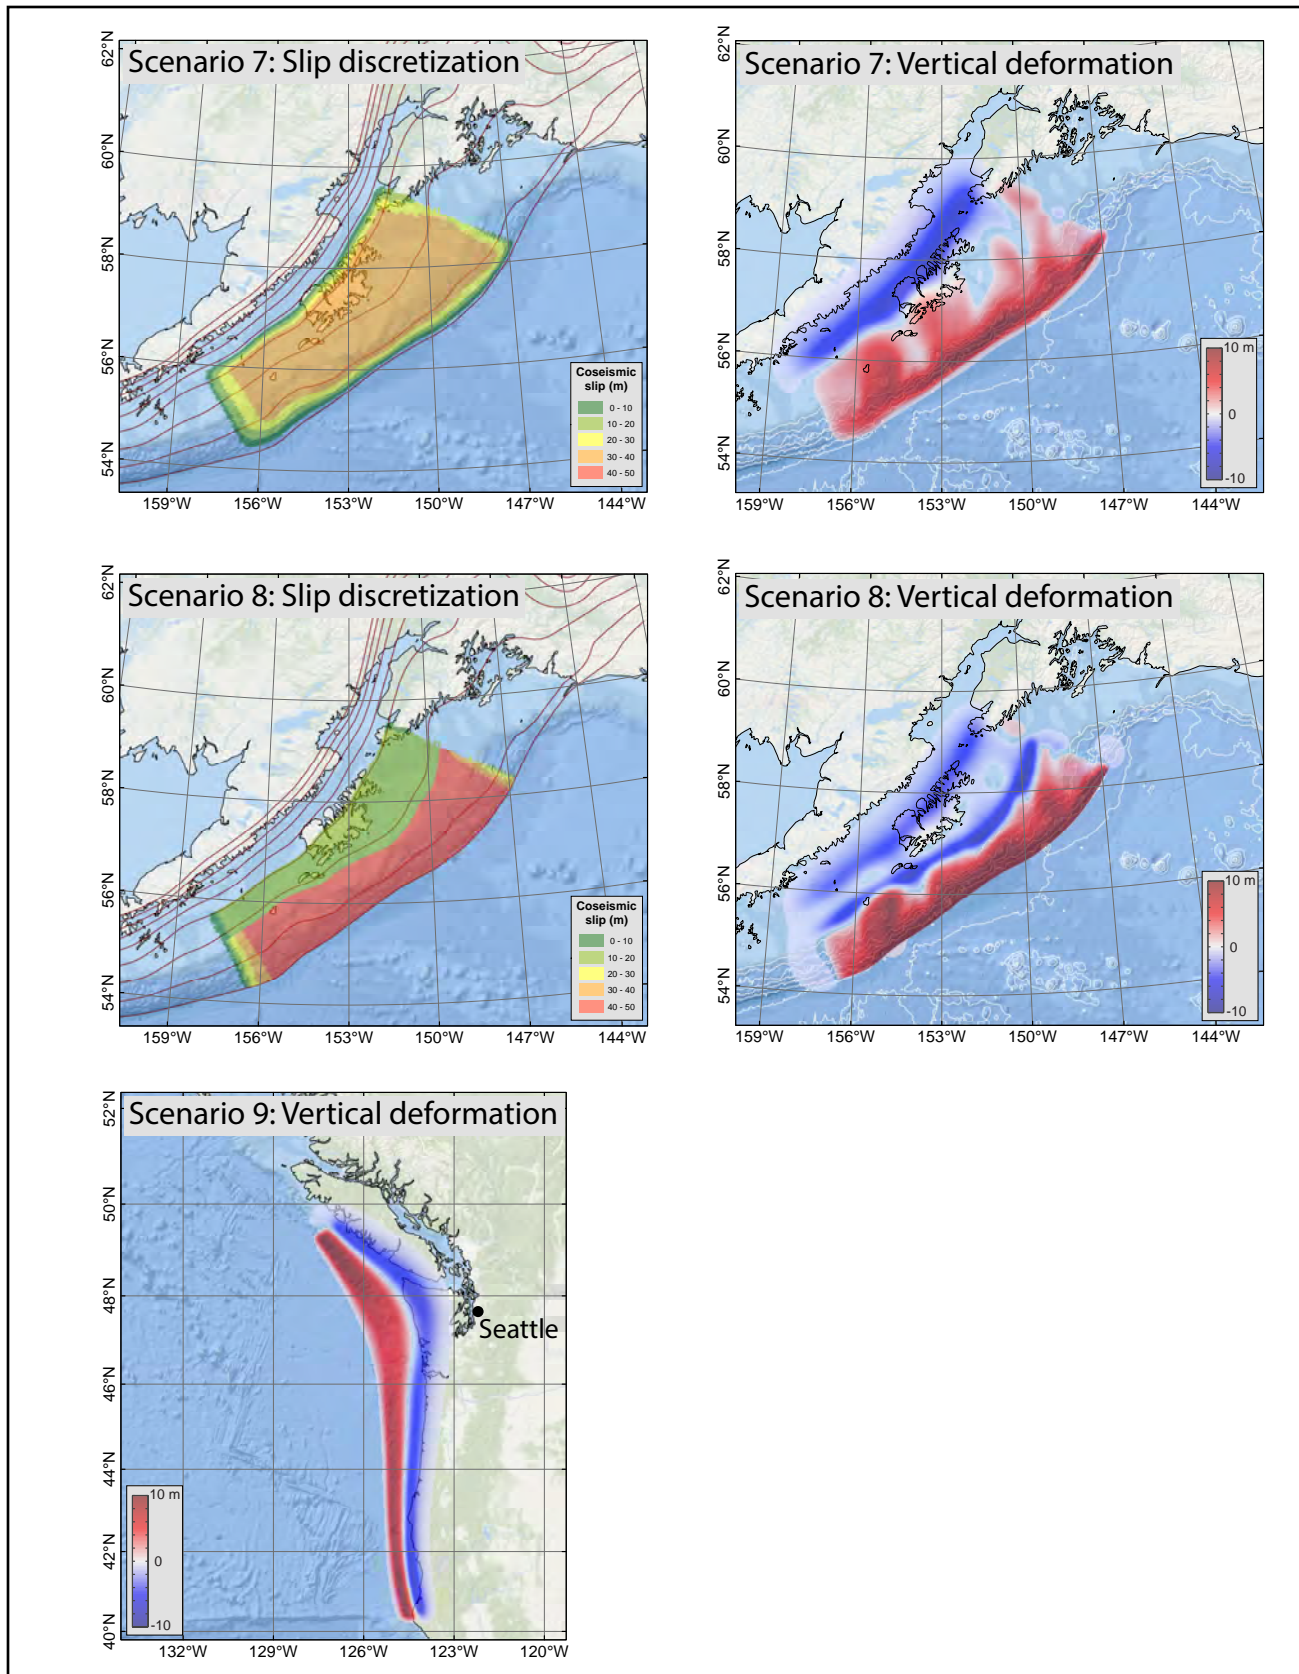 Scenario 7: Slip discretization
62°N
60°N
58°N
56°N
54°N
Coseismic
slip (m)
0 - 10
10 - 20
20 - 30
30 - 40
40 - 50
159°W 156°W 153°W 150°W 147°W 144°W
Scenario 7: Vertical deformation
62°N
60°N
58°N
56°N
54°N
10 m
0
-10
159°W 156°W 153°W 150°W 147°W 144°W
Scenario 8: Slip discretization
62°N
60°N
58°N
56°N
54°N
Coseismic
slip (m)
0 - 10
10 - 20
20 - 30
30 - 40
40 - 50
159°W 156°W 153°W 150°W 147°W 144°W
Scenario 8: Vertical deformation
62°N
60°N
58°N
56°N
54°N
10 m
0
-10
159°W 156°W 153°W 150°W 147°W 144°W
Scenario 9: Vertical deformation
52°N
50°N
48°N
46°N
44°N
42°N
40°N
Seattle
10 m
0
-10
132°W 129°W 126°W 123°W 120°W